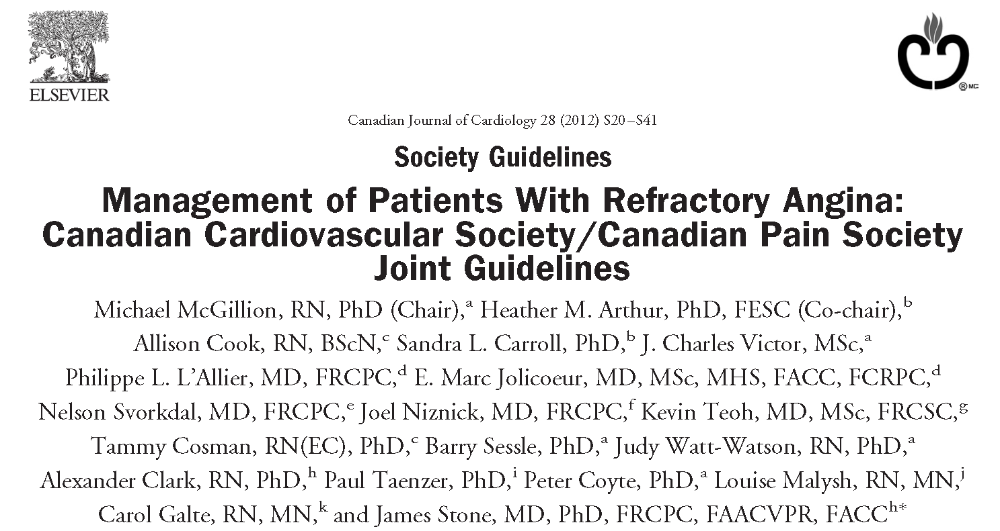 ELSEVIER
® MC
Canadian Journal of Cardiology 28 (2012) S20–S41
Society Guidelines
Management of Patients With Refractory Angina:
Canadian Cardiovascular Society/Canadian Pain Society
Joint Guidelines
Michael McGillion, RN, PhD (Chair),a Heather M. Arthur, PhD, FESC (Co-chair),b
Allison Cook, RN, BScN,c Sandra L. Carroll, PhD,b J. Charles Victor, MSc,a
Philippe L. L’Allier, MD, FRCPC,d E. Marc Jolicoeur, MD, MSc, MHS, FACC, FCRPC,d
Nelson Svorkdal, MD, FRCPC,e Joel Niznick, MD, FRCPC,f Kevin Teoh, MD, MSc, FRCSC,g
Tammy Cosman, RN(EC), PhD,c Barry Sessle, PhD,a Judy Watt-Watson, RN, PhD,a
Alexander Clark, RN, PhD,h Paul Taenzer, PhD,i Peter Coyte, PhD,a Louise Malysh, RN, MN,j
Carol Galte, RN, MN,k and James Stone, MD, PhD, FRCPC, FAACVPR, FACCh*